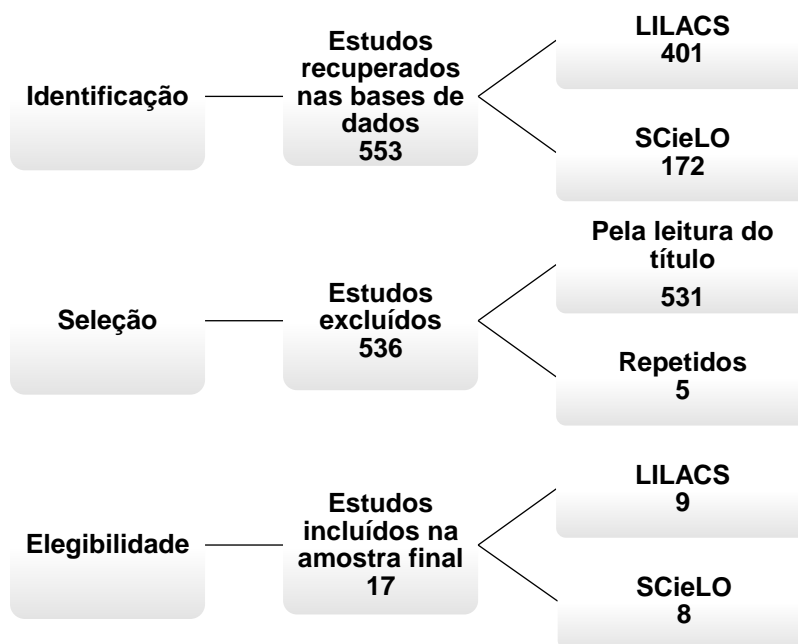 Identificação
Estudos
recuperados
nas bases de
dados
553
LILACS
401
SCieLO
172
Seleção
Estudos
excluídos
536
Pela leitura do
título
531
Repetidos
5
Elegibilidade
Estudos
incluídos na
amostra final
17
LILACS
9
SCieLO
8